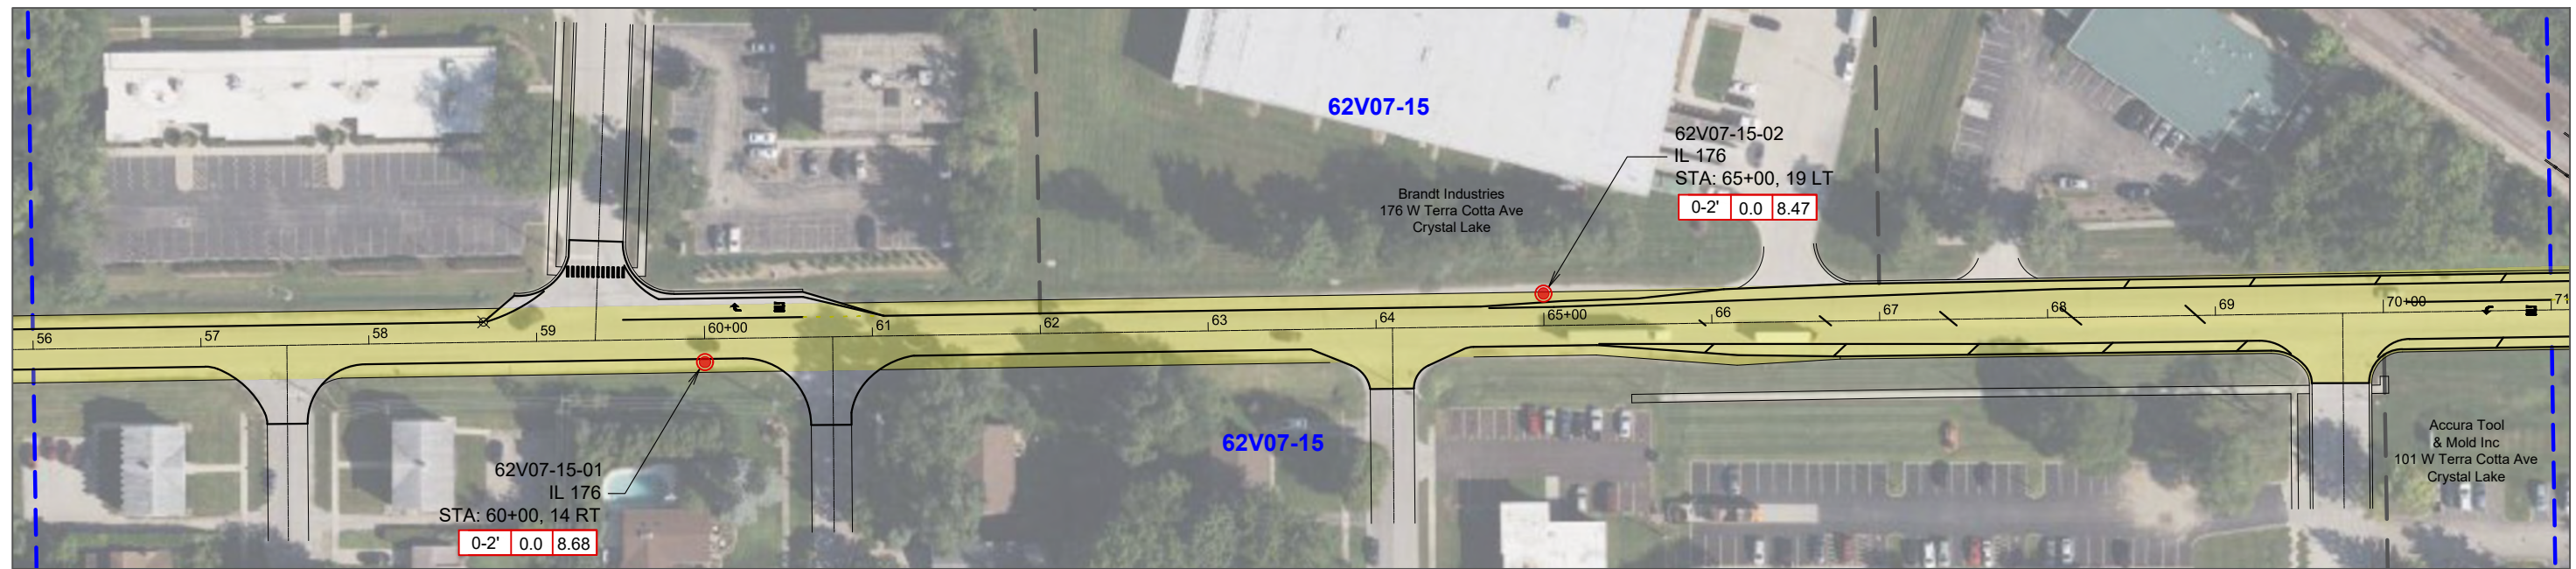 62V07-15
62V07-15-02
IL 176
STA: 65+00, 19 LT
0-2' 0.0 8.47
Brandt Industries
176 W Terra Cotta Ave
Crystal Lake
56 57 58 59 60+00 61 62 63 64 65+00 66 67 68 69 70+00 71
62V07-15
62V07-15-01
IL 176
STA: 60+00, 14 RT
0-2' 0.0 8.68
Accura Tool
& Mold Inc
101 W Terra Cotta Ave
Crystal Lake